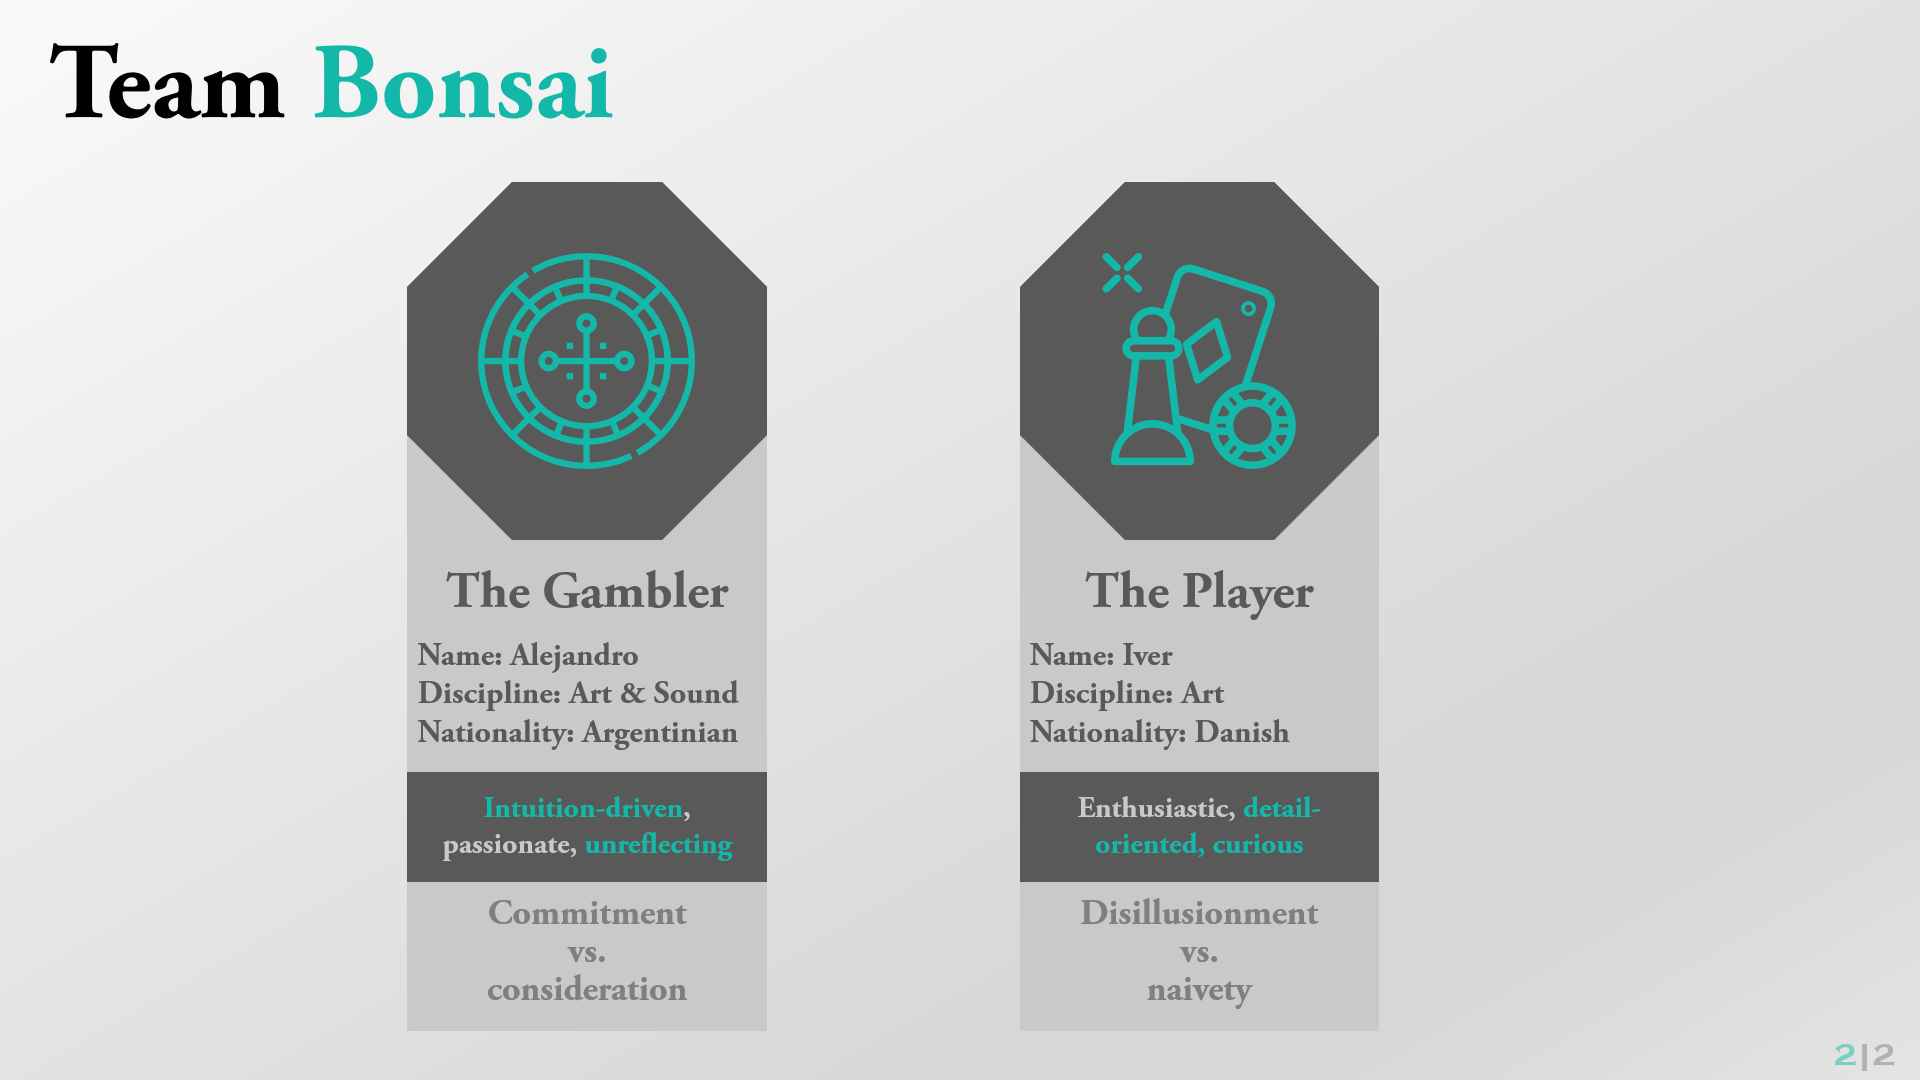 Team Bonsai
The Gambler
Name: Alejandro
Discipline: Art & Sound
Nationality: Argentinian
Intuition-driven,
passionate, unreflecting
Commitment
vs.
consideration
The Player
Name: Iver
Discipline: Art
Nationality: Danish
Enthusiastic, detail-
oriented, curious
Disillusionment
vs.
naivety
2|2